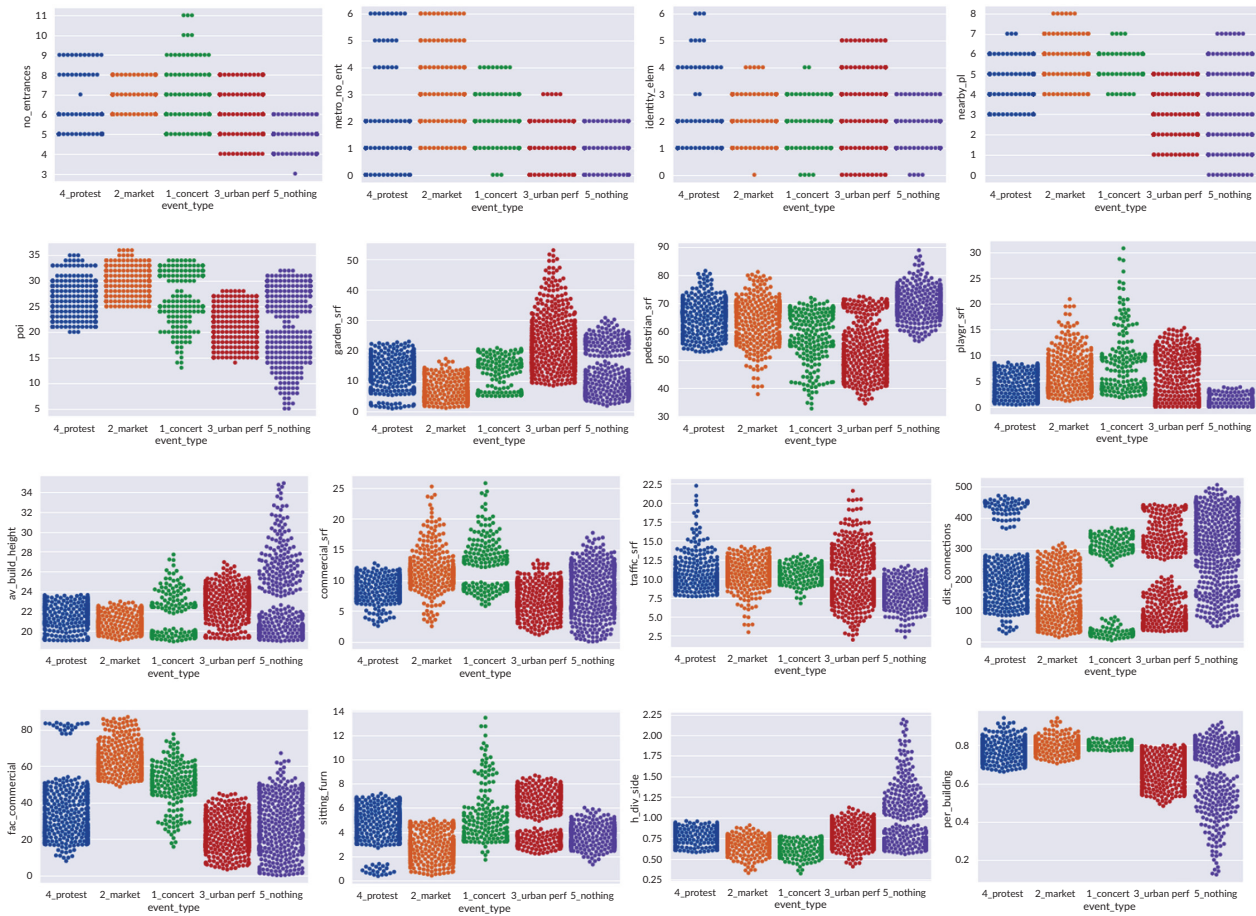 no_entrances
11
10
9
8
7
6
5
4
3
4_protest 2_market 1_concert 3_urban perf 5_nothing
event_type
metro_no_ent
6
5
4
3
2
1
0
4_protest 2_market 1_concert 3_urban perf 5_nothing
event_type
identity_elem
6
5
4
3
2
1
0
4_protest 2_market 1_concert 3_urban perf 5_nothing
event_type
nearby_pl
8
7
6
5
4
3
2
1
0
4_protest 2_market 1_concert 3_urban perf 5_nothing
event_type
poi
35
30
25
20
15
10
5
4_protest 2_market 1_concert 3_urban perf 5_nothing
event_type
garden_srf
50
40
30
20
10
0
4_protest 2_market 1_concert 3_urban perf 5_nothing
event_type
pedestrian_srf
90
80
70
60
50
40
30
4_protest 2_market 1_concert 3_urban perf 5_nothing
event_type
playgr_srf
30
25
20
15
10
5
0
4_protest 2_market 1_concert 3_urban perf 5_nothing
event_type
av_build_height
34
32
30
28
26
24
22
20
4_protest 2_market 1_concert 3_urban perf 5_nothing
event_type
commercial_srf
25
20
15
10
5
0
4_protest 2_market 1_concert 3_urban perf 5_nothing
event_type
traffic_srf
22.5
20.0
17.5
15.0
12.5
10.0
7.5
5.0
2.5
4_protest 2_market 1_concert 3_urban perf 5_nothing
event_type
dist_ connections
500
400
300
200
100
0
4_protest 2_market 1_concert 3_urban perf 5_nothing
event_type
fac_commercial
80
60
40
20
0
4_protest 2_market 1_concert 3_urban perf 5_nothing
event_type
sitting_furn
14
12
10
8
6
4
2
0
4_protest 2_market 1_concert 3_urban perf 5_nothing
event_type
h_div_side
2.25
2.00
1.75
1.50
1.25
1.00
0.75
0.50
0.25
4_protest 2_market 1_concert 3_urban perf 5_nothing
event_type
per_building
0.8
0.6
0.4
0.2
4_protest 2_market 1_concert 3_urban perf 5_nothing
event_type